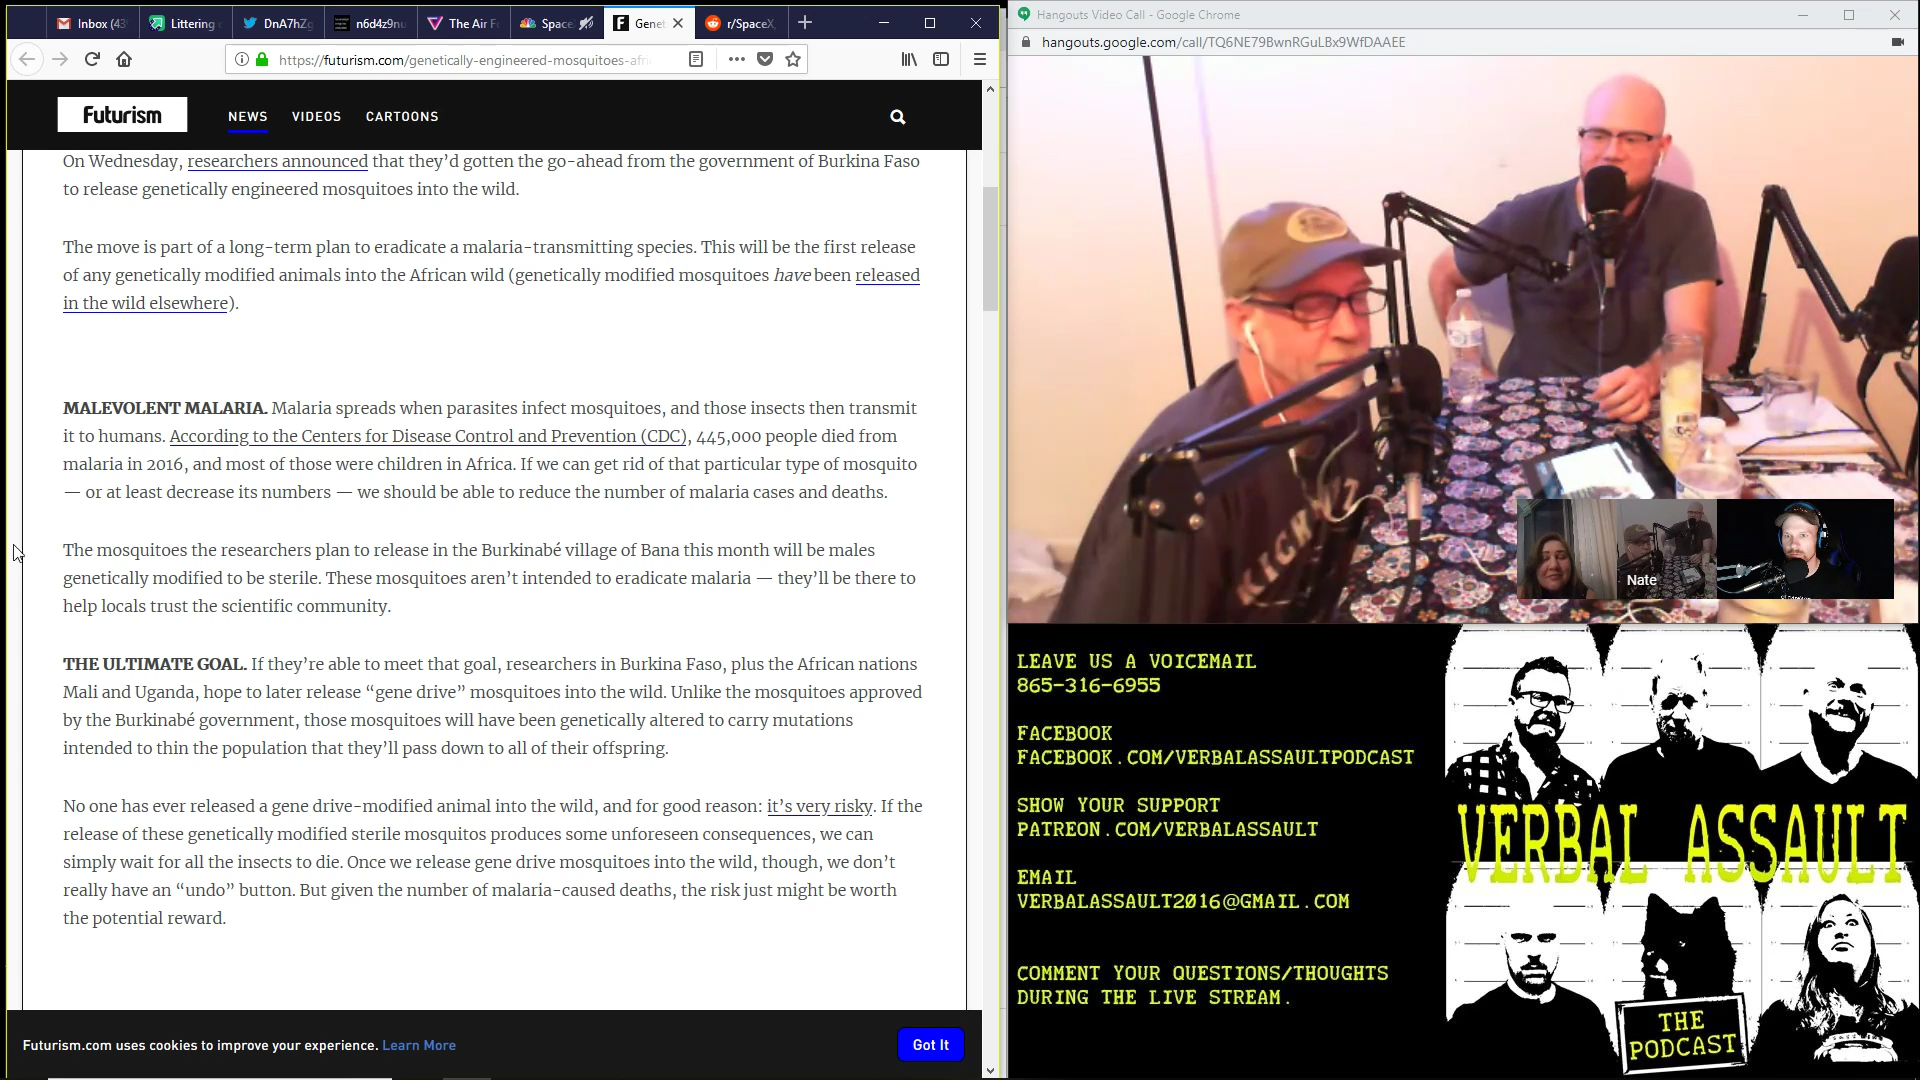 Inbox (43
Littering
DnA7hZg
n6d4z9nu
The Air F
Space
Genet
r/SpaceX
https://futurism.com/genetically-engineered-mosquitoes-afri
Futurism
NEWS
VIDEOS
CARTOONS
On Wednesday, researchers announced that they’d gotten the go-ahead from the government of Burkina Faso
to release genetically engineered mosquitoes into the wild.
The move is part of a long-term plan to eradicate a malaria-transmitting species. This will be the first release
of any genetically modified animals into the African wild (genetically modified mosquitoes have been released
in the wild elsewhere).
MALEVOLENT MALARIA. Malaria spreads when parasites infect mosquitoes, and those insects then transmit
it to humans. According to the Centers for Disease Control and Prevention (CDC), 445,000 people died from
malaria in 2016, and most of those were children in Africa. If we can get rid of that particular type of mosquito
— or at least decrease its numbers — we should be able to reduce the number of malaria cases and deaths.
The mosquitoes the researchers plan to release in the Burkinabé village of Bana this month will be males
genetically modified to be sterile. These mosquitoes aren’t intended to eradicate malaria — they’ll be there to
help locals trust the scientific community.
THE ULTIMATE GOAL. If they’re able to meet that goal, researchers in Burkina Faso, plus the African nations
Mali and Uganda, hope to later release “gene drive” mosquitoes into the wild. Unlike the mosquitoes approved
by the Burkinabé government, those mosquitoes will have been genetically altered to carry mutations
intended to thin the population that they’ll pass down to all of their offspring.
No one has ever released a gene drive-modified animal into the wild, and for good reason: it’s very risky. If the
release of these genetically modified sterile mosquitos produces some unforeseen consequences, we can
simply wait for all the insects to die. Once we release gene drive mosquitoes into the wild, though, we don’t
really have an “undo” button. But given the number of malaria-caused deaths, the risk just might be worth
the potential reward.
Futurism.com uses cookies to improve your experience. Learn More
Got It
Hangouts Video Call - Google Chrome
hangouts.google.com/call/TQ6NE79BwnRGuLBx9WfDAAEE
Nate
LEAVE US A VOICEMAIL
865-316-6955
FACEBOOK
FACEBOOK.COM/VERBALASSAULTPODCAST
SHOW YOUR SUPPORT
PATREON.COM/VERBALASSAULT
EMAIL
VERBALASSAULT2016@GMAIL.COM
COMMENT YOUR QUESTIONS/THOUGHTS
DURING THE LIVE STREAM.
VERBAL ASSAULT
THE
PODCAST